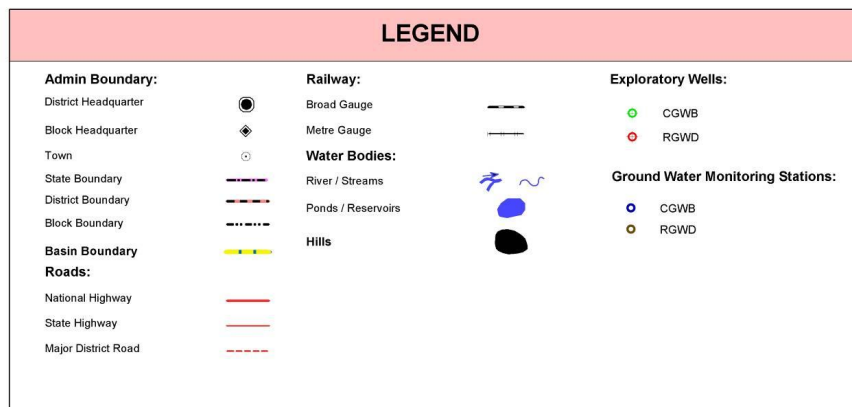 LEGEND
Admin Boundary:
District Headquarter
Block Headquarter
Town
State Boundary
District Boundary
Block Boundary
Basin Boundary
Roads:
National Highway
State Highway
Major District Road
Railway:
Broad Gauge
Metre Gauge
Water Bodies:
River / Streams
Ponds / Reservoirs
Hills
Exploratory Wells:
CGWB
RGWD
Ground Water Monitoring Stations:
CGWB
RGWD